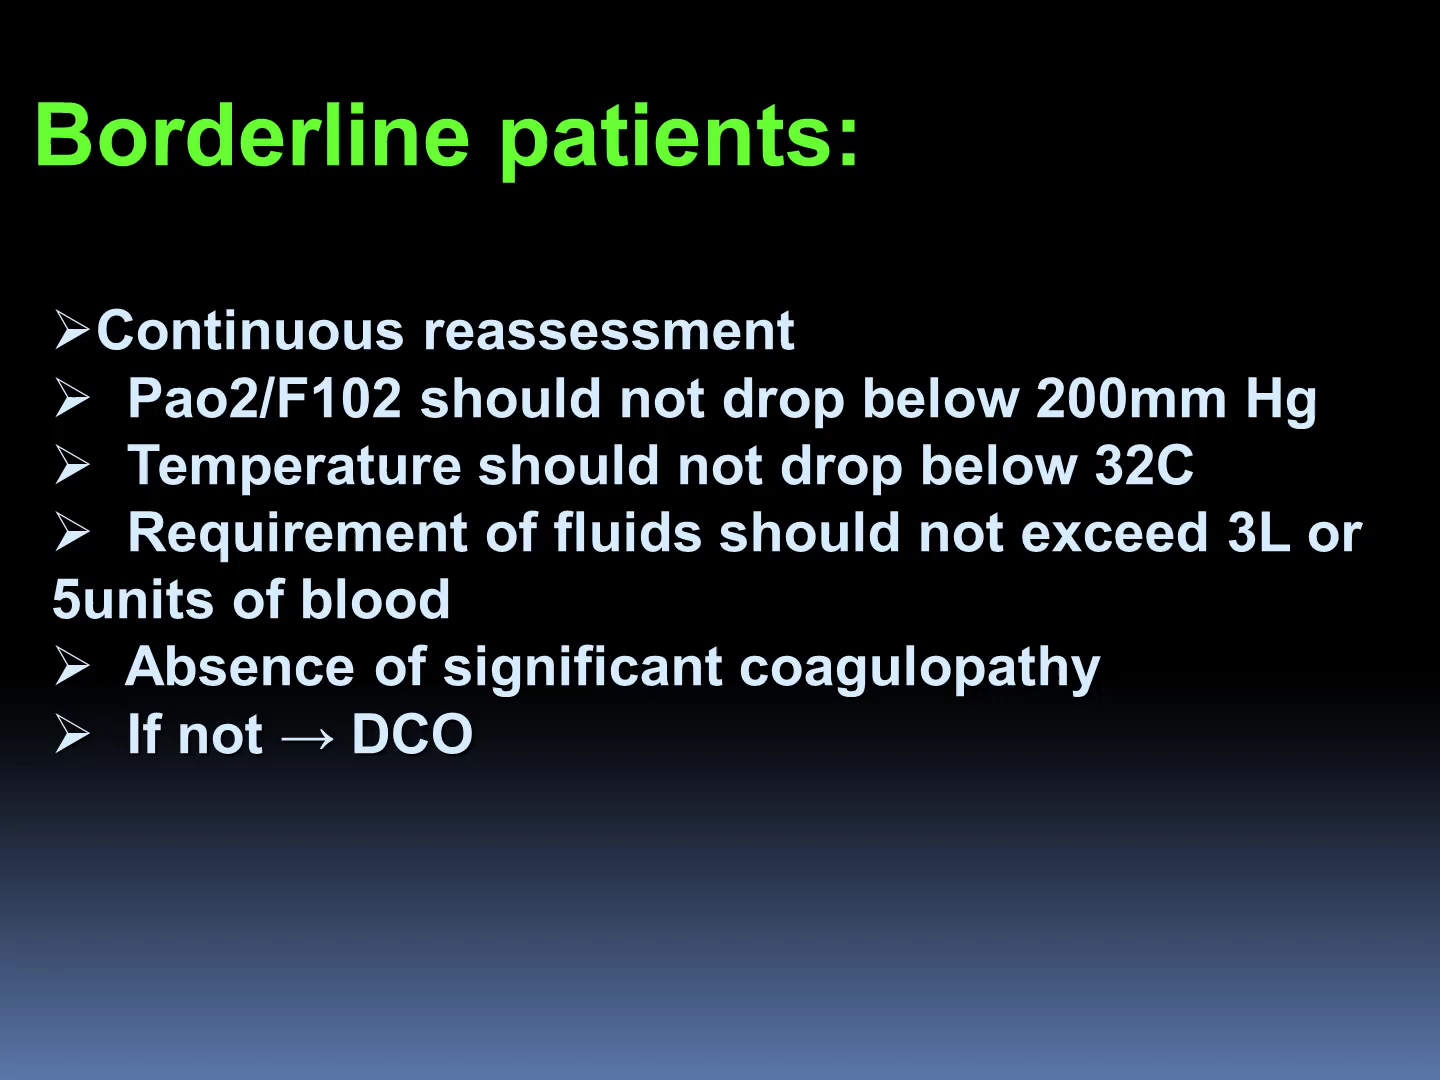 Borderline patients:
➢Continuous reassessment
➢ Pao2/F102 should not drop below 200mm Hg
➢ Temperature should not drop below 32C
➢ Requirement of fluids should not exceed 3L or
5units of blood
➢ Absence of significant coagulopathy
➢ If not → DCO